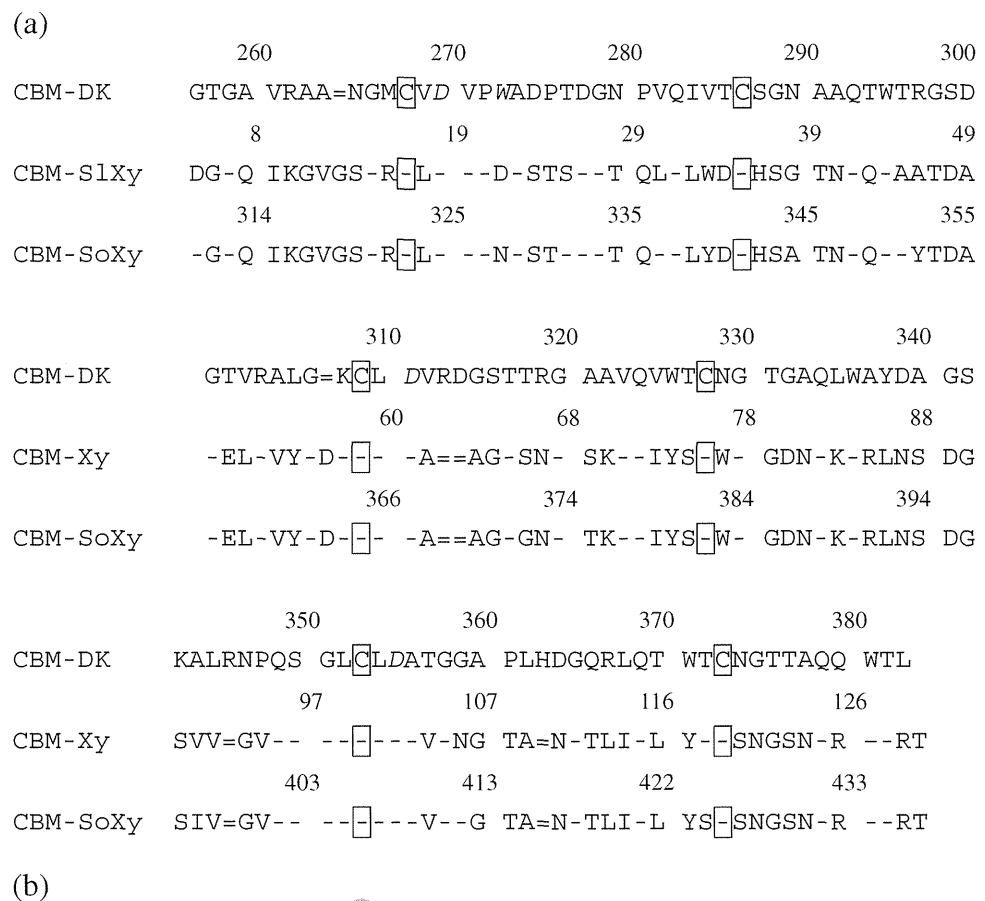 (a)
260 270 280 290 300
CBM-DK GTGA VRAA=NGMCVD VPWADPTDGN PVQIVTCSGN AAQTWTRGSD
8 19 29 39 49
CBM-SlXy DG-Q IKGVGS-R-L- --D-STS--T QL-LWD-HSG TN-Q-AATDA
314 325 335 345 355
CBM-SoXy -G-Q IKGVGS-R-L- --N-ST---T Q--LYD-HSA TN-Q--YTDA
310 320 330 340
CBM-DK GTVRALG=KCL DVRDGSTTRG AAVQVWTCNG TGAQLWAYDA GS
60 68 78 88
CBM-Xy -EL-VY-D--- -A==AG-SN- SK--IYS-W- GDN-K-RLNS DG
366 374 384 394
CBM-SoXy -EL-VY-D--- -A==AG-GN- TK--IYS-W- GDN-K-RLNS DG
350 360 370 380
CBM-DK KALRNPQS GLCLDATGGA PLHDGQRLQT WTCNGTTAQQ WTL
97 107 116 126
CBM-Xy SVV=GV-- ------V-NG TA=N-TLI-L Y--SNGSN-R --RT
403 413 422 433
CBM-SoXy SIV=GV-- ------V--G TA=N-TLI-L YS-SNGSN-R --RT
(b)